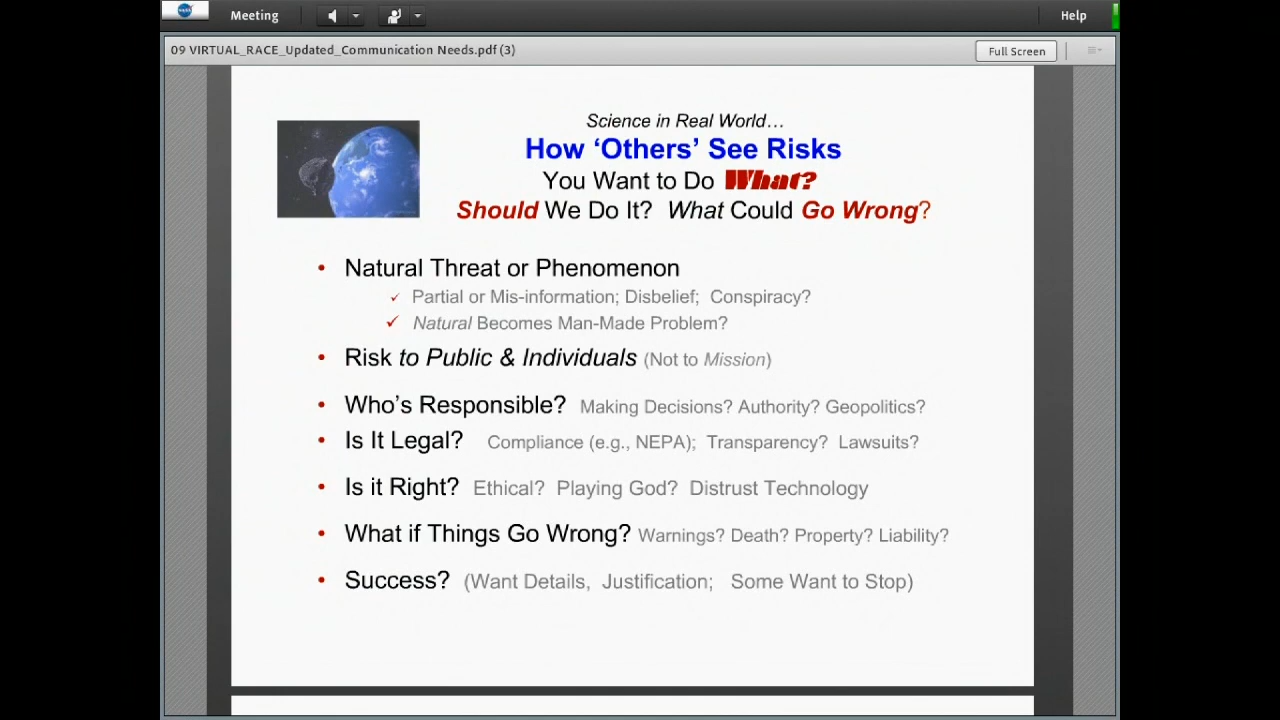 Meeting
Help
09 VIRTUAL_RACE_Updated_Communication Needs.pdf (3)
Full Screen
Science in Real World…
How ‘Others’ See Risks
You Want to Do What?
Should We Do It? What Could Go Wrong?
• Natural Threat or Phenomenon
✓ Partial or Mis-information; Disbelief; Conspiracy?
✓ Natural Becomes Man-Made Problem?
• Risk to Public & Individuals (Not to Mission)
• Who’s Responsible? Making Decisions? Authority? Geopolitics?
• Is It Legal? Compliance (e.g., NEPA); Transparency? Lawsuits?
• Is it Right? Ethical? Playing God? Distrust Technology
• What if Things Go Wrong? Warnings? Death? Property? Liability?
• Success? (Want Details, Justification; Some Want to Stop)